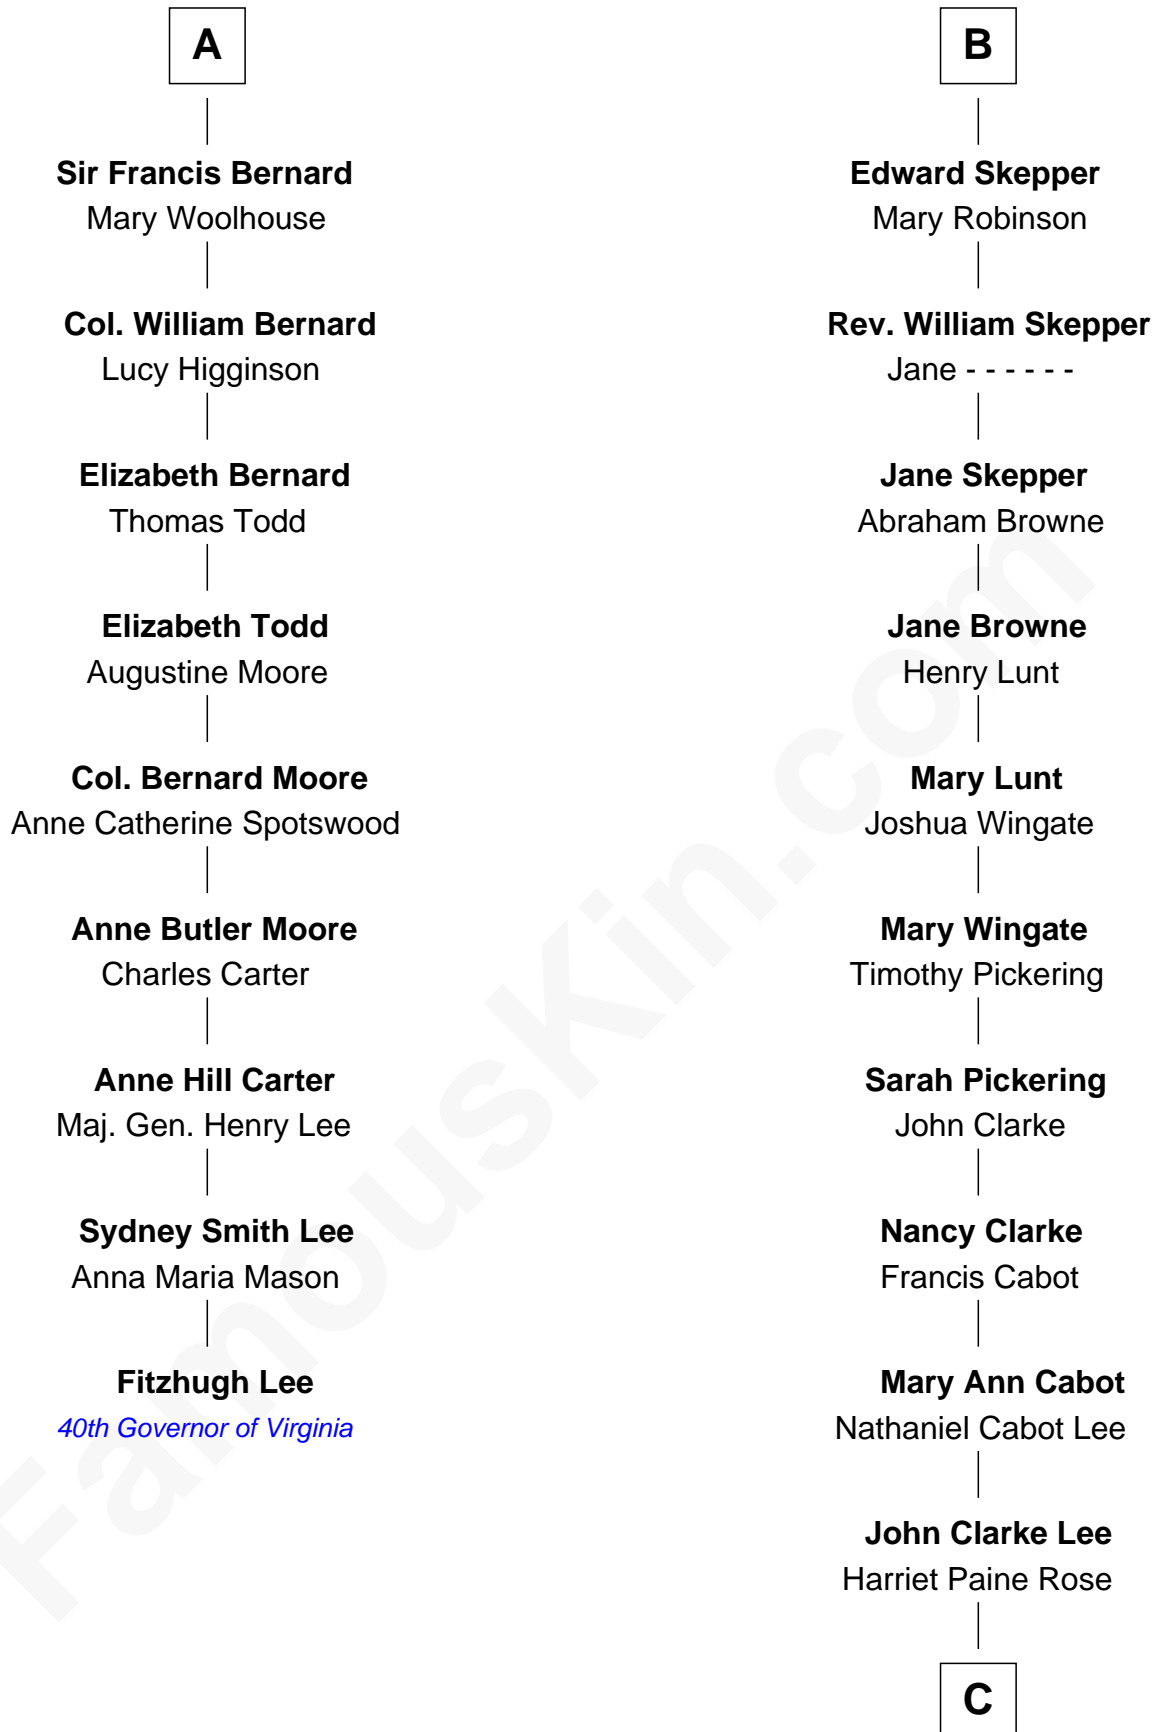 A
Sir Francis Bernard
Mary Woolhouse
Col. William Bernard
Lucy Higginson
Elizabeth Bernard
Thomas Todd
Elizabeth Todd
Augustine Moore
Col. Bernard Moore
Anne Catherine Spotswood
Anne Butler Moore
Charles Carter
Anne Hill Carter
Maj. Gen. Henry Lee
Sydney Smith Lee
Anna Maria Mason
Fitzhugh Lee
40th Governor of Virginia
B
Edward Skepper
Mary Robinson
Rev. William Skepper
Jane - - - - - -
Jane Skepper
Abraham Browne
Jane Browne
Henry Lunt
Mary Lunt
Joshua Wingate
Mary Wingate
Timothy Pickering
Sarah Pickering
John Clarke
Nancy Clarke
Francis Cabot
Mary Ann Cabot
Nathaniel Cabot Lee
John Clarke Lee
Harriet Paine Rose
C
FamousKin.com